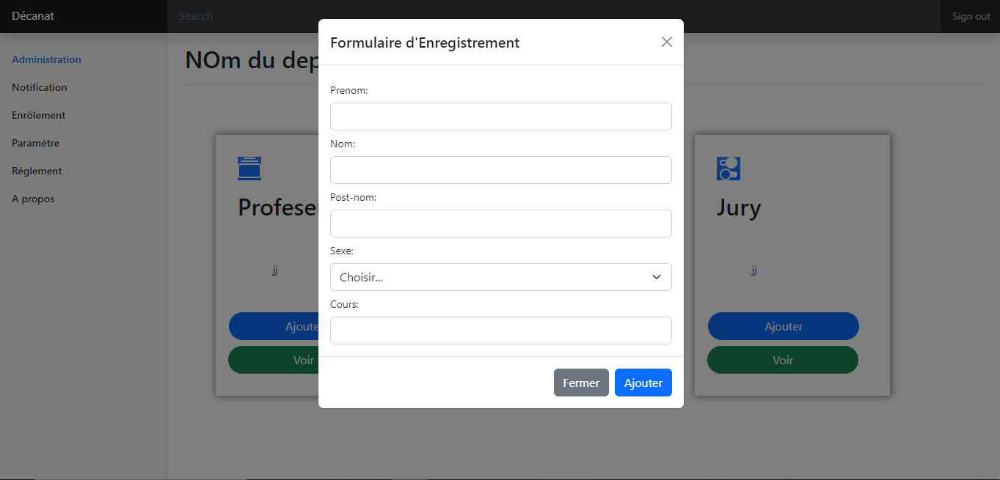 Décanat
Search
Sign out
Administration
Notification
Enrôlement
Paramètre
Règlement
A propos
NOm du dep
Profese
jj
Ajoute
Voir
Jury
jj
Ajouter
Voir
Formulaire d'Enregistrement
Prenom:
Nom:
Post-nom:
Sexe:
Choisir...
Cours:
Fermer
Ajouter